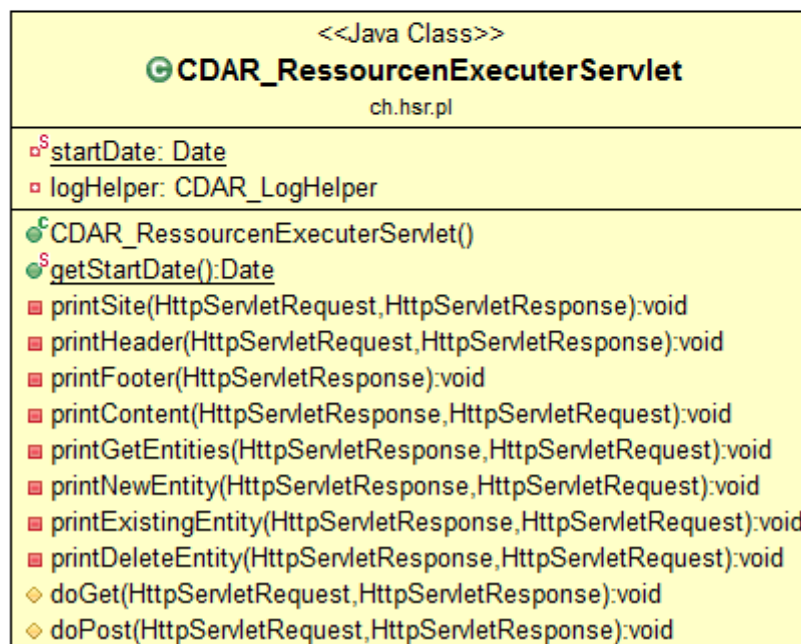 <<Java Class>>
CDAR_RessourcenExecuterServlet
ch.hsr.pl
startDate: Date
logHelper: CDAR_LogHelper
CDAR_RessourcenExecuterServlet()
getStartDate():Date
printSite(HttpServletRequest,HttpServletResponse):void
printHeader(HttpServletRequest,HttpServletResponse):void
printFooter(HttpServletResponse):void
printContent(HttpServletResponse,HttpServletRequest):void
printGetEntities(HttpServletResponse,HttpServletRequest):void
printNewEntity(HttpServletResponse,HttpServletRequest):void
printExistingEntity(HttpServletResponse,HttpServletRequest):void
printDeleteEntity(HttpServletResponse,HttpServletRequest):void
doGet(HttpServletRequest,HttpServletResponse):void
doPost(HttpServletRequest,HttpServletResponse):void